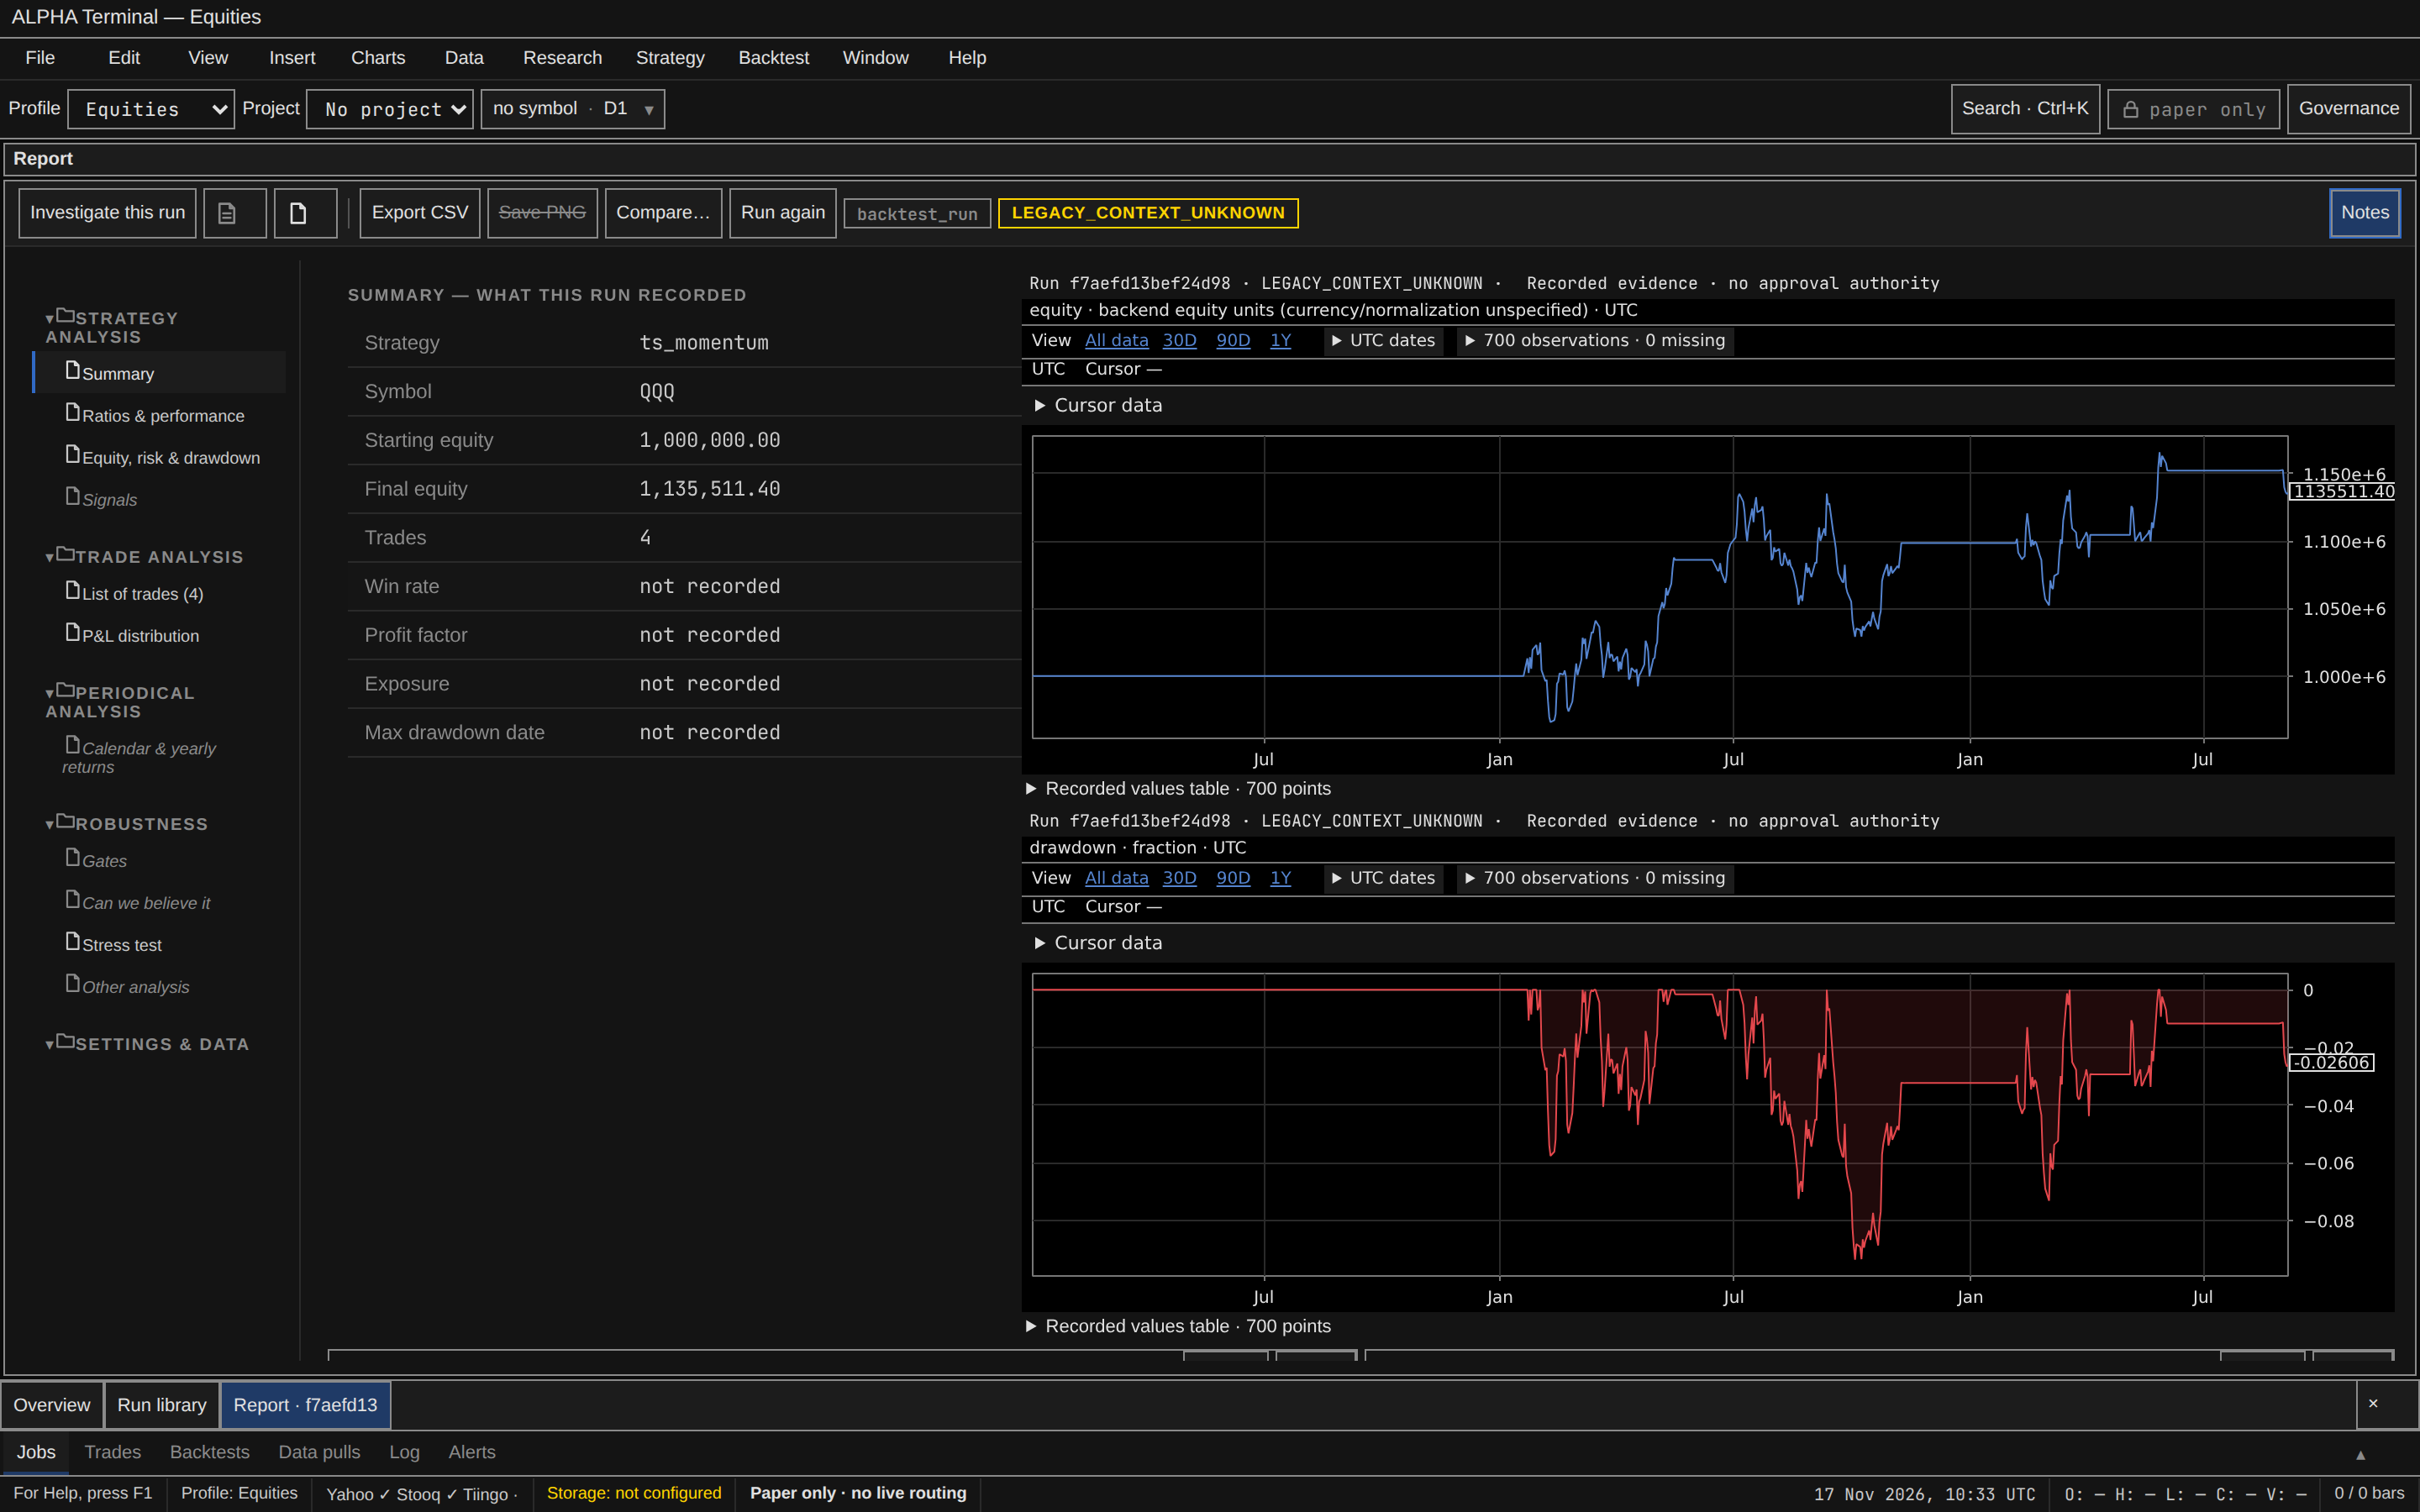 ALPHA Terminal — Equities
File Edit View Insert Charts Data Research Strategy Backtest Window Help
Profile Equities Project No project no symbol · D1 ▾ Search · Ctrl+K paper only Governance
Report
Investigate this run Export CSV Save PNG Compare… Run again backtest_run LEGACY_CONTEXT_UNKNOWN Notes
▾ STRATEGY ANALYSIS
Summary
Ratios & performance
Equity, risk & drawdown
Signals
▾ TRADE ANALYSIS
List of trades (4)
P&L distribution
▾ PERIODICAL ANALYSIS
Calendar & yearly returns
▾ ROBUSTNESS
Gates
Can we believe it
Stress test
Other analysis
▾ SETTINGS & DATA
SUMMARY — WHAT THIS RUN RECORDED
Strategy ts_momentum
Symbol QQQ
Starting equity 1,000,000.00
Final equity 1,135,511.40
Trades 4
Win rate not recorded
Profit factor not recorded
Exposure not recorded
Max drawdown date not recorded
Run f7aefd13bef24d98 · LEGACY_CONTEXT_UNKNOWN · Recorded evidence · no approval authority
equity · backend equity units (currency/normalization unspecified) · UTC
View All data 30D 90D 1Y ▶ UTC dates ▶ 700 observations · 0 missing
UTC Cursor —
▶ Cursor data
1.150e+6
1135511.40
1.100e+6
1.050e+6
1.000e+6
Jul Jan Jul Jan Jul
▶ Recorded values table · 700 points
Run f7aefd13bef24d98 · LEGACY_CONTEXT_UNKNOWN · Recorded evidence · no approval authority
drawdown · fraction · UTC
View All data 30D 90D 1Y ▶ UTC dates ▶ 700 observations · 0 missing
UTC Cursor —
▶ Cursor data
0
−0.02
-0.02606
−0.04
−0.06
−0.08
Jul Jan Jul Jan Jul
▶ Recorded values table · 700 points
Overview Run library Report · f7aefd13 ×
Jobs Trades Backtests Data pulls Log Alerts ▴
For Help, press F1 Profile: Equities Yahoo ✓ Stooq ✓ Tiingo · Storage: not configured Paper only · no live routing 17 Nov 2026, 10:33 UTC O: — H: — L: — C: — V: — 0 / 0 bars